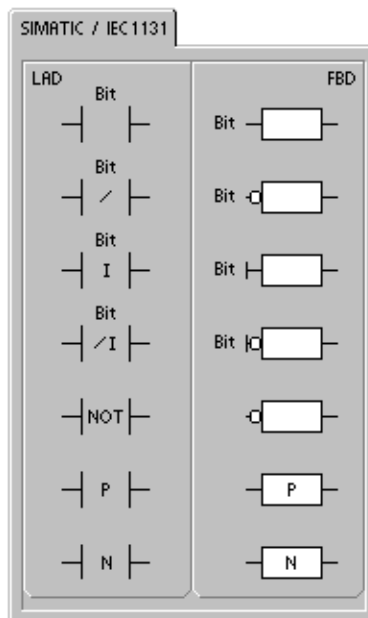 SIMATIC / IEC1131
LAD FBD
Bit
Bit
Bit
/
Bit
Bit
I
Bit
Bit
/I
Bit
NOT
P P
N N